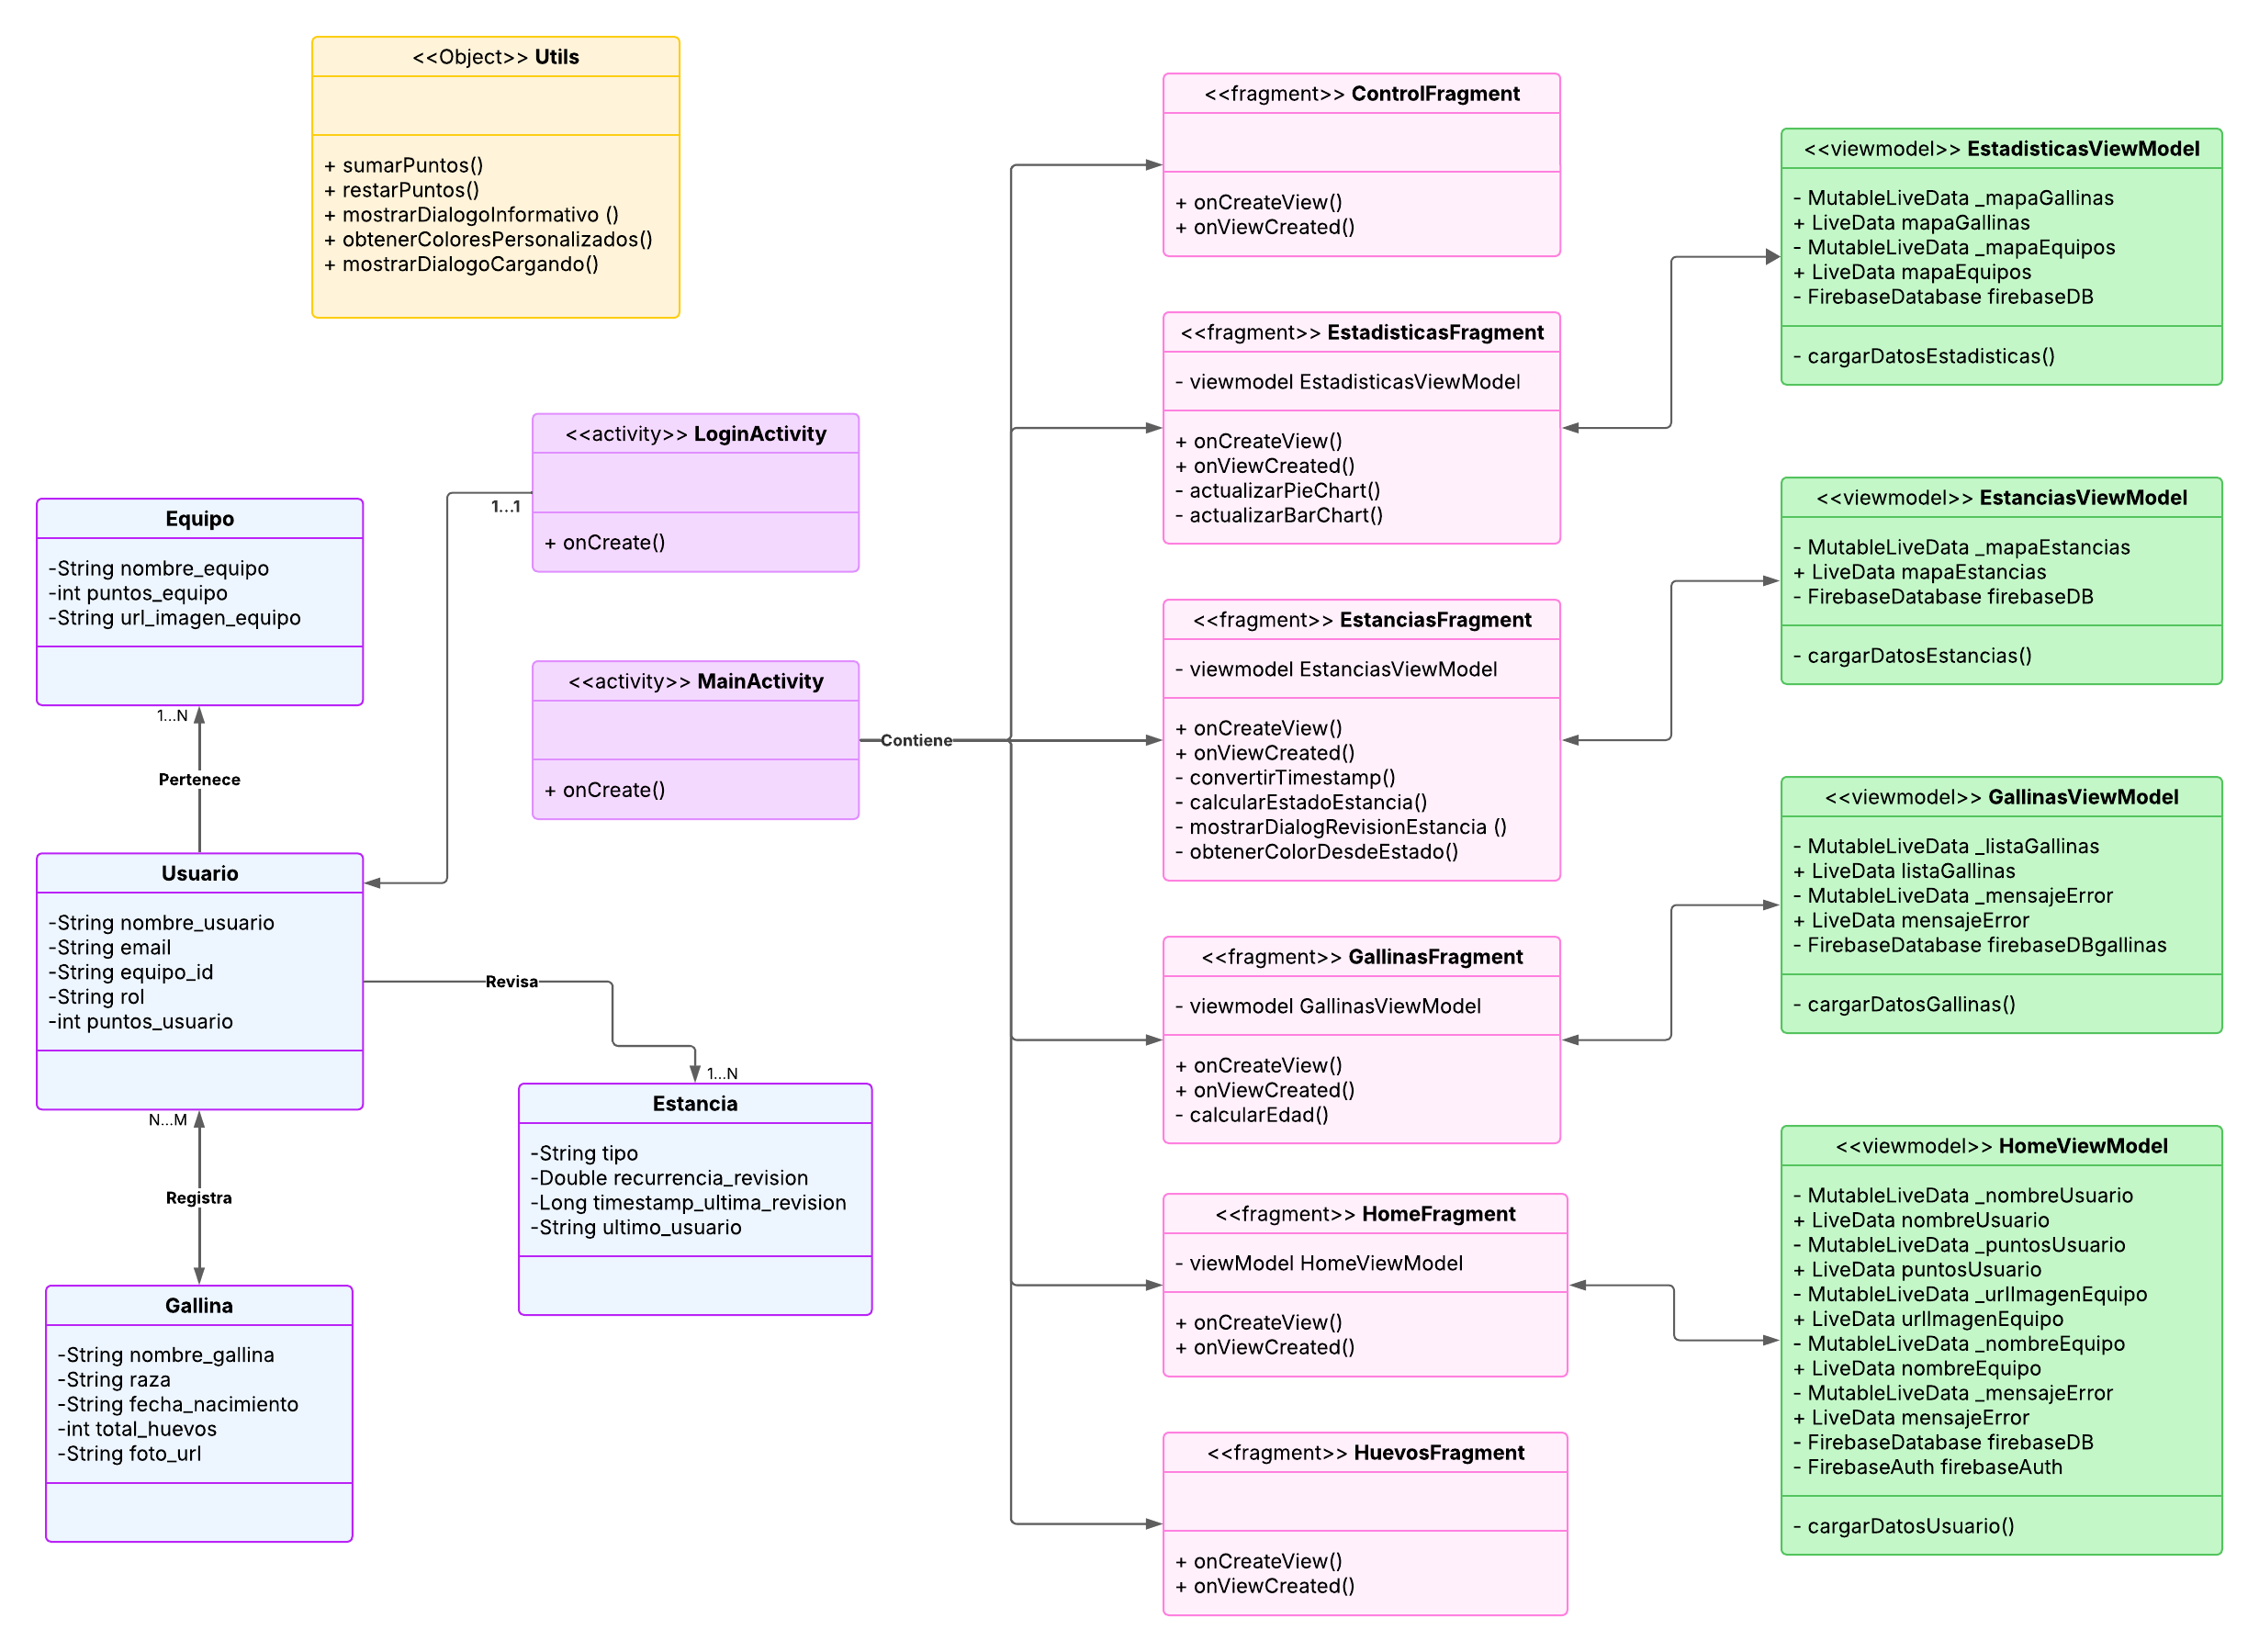 <<Object>> Utils
+ sumarPuntos()
+ restarPuntos()
+ mostrarDialogoInformativo ()
+ obtenerColoresPersonalizados()
+ mostrarDialogoCargando()
<<activity>> LoginActivity
+ onCreate()
1...1
Equipo
-String nombre_equipo
-int puntos_equipo
-String url_imagen_equipo
1...N
Pertenece
<<activity>> MainActivity
+ onCreate()
Contiene
Usuario
-String nombre_usuario
-String email
-String equipo_id
-String rol
-int puntos_usuario
Revisa
1...N
N...M
Registra
Estancia
-String tipo
-Double recurrencia_revision
-Long timestamp_ultima_revision
-String ultimo_usuario
Gallina
-String nombre_gallina
-String raza
-String fecha_nacimiento
-int total_huevos
-String foto_url
<<fragment>> ControlFragment
+ onCreateView()
+ onViewCreated()
<<fragment>> EstadisticasFragment
- viewmodel EstadisticasViewModel
+ onCreateView()
+ onViewCreated()
- actualizarPieChart()
- actualizarBarChart()
<<fragment>> EstanciasFragment
- viewmodel EstanciasViewModel
+ onCreateView()
+ onViewCreated()
- convertirTimestamp()
- calcularEstadoEstancia()
- mostrarDialogRevisionEstancia ()
- obtenerColorDesdeEstado()
<<fragment>> GallinasFragment
- viewmodel GallinasViewModel
+ onCreateView()
+ onViewCreated()
- calcularEdad()
<<fragment>> HomeFragment
- viewModel HomeViewModel
+ onCreateView()
+ onViewCreated()
<<fragment>> HuevosFragment
+ onCreateView()
+ onViewCreated()
<<viewmodel>> EstadisticasViewModel
- MutableLiveData _mapaGallinas
+ LiveData mapaGallinas
- MutableLiveData _mapaEquipos
+ LiveData mapaEquipos
- FirebaseDatabase firebaseDB
- cargarDatosEstadisticas()
<<viewmodel>> EstanciasViewModel
- MutableLiveData _mapaEstancias
+ LiveData mapaEstancias
- FirebaseDatabase firebaseDB
- cargarDatosEstancias()
<<viewmodel>> GallinasViewModel
- MutableLiveData _listaGallinas
+ LiveData listaGallinas
- MutableLiveData _mensajeError
+ LiveData mensajeError
- FirebaseDatabase firebaseDBgallinas
- cargarDatosGallinas()
<<viewmodel>> HomeViewModel
- MutableLiveData _nombreUsuario
+ LiveData nombreUsuario
- MutableLiveData _puntosUsuario
+ LiveData puntosUsuario
- MutableLiveData _urlImagenEquipo
+ LiveData urlImagenEquipo
- MutableLiveData _nombreEquipo
+ LiveData nombreEquipo
- MutableLiveData _mensajeError
+ LiveData mensajeError
- FirebaseDatabase firebaseDB
- FirebaseAuth firebaseAuth
- cargarDatosUsuario()